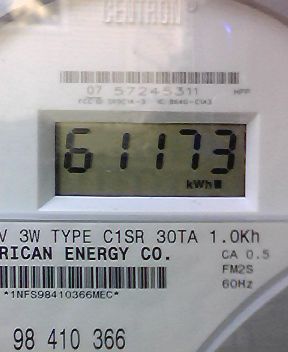 CENTRON
07 57245311
61173
kWh
V 3W TYPE C1SR 30TA 1.0Kh
RICAN ENERGY CO.
CA 0.5
FM2S
60Hz
*1NFS98410366MEC*
98 410 366